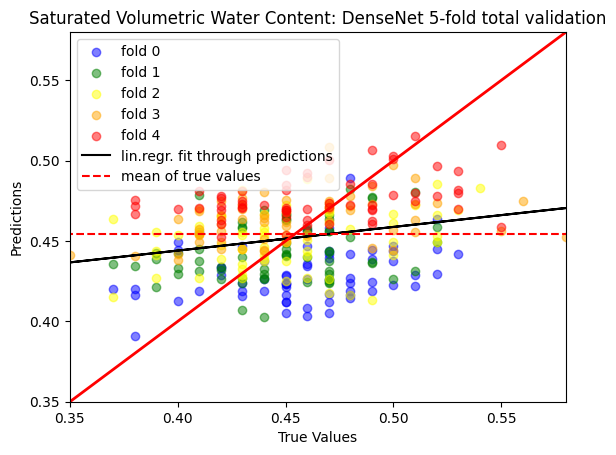 Saturated Volumetric Water Content: DenseNet 5-fold total validation
fold 0
fold 1
fold 2
fold 3
fold 4
lin.regr. fit through predictions
mean of true values
Predictions
0.55
0.50
0.45
0.40
0.35
0.35
0.40
0.45
0.50
0.55
True Values